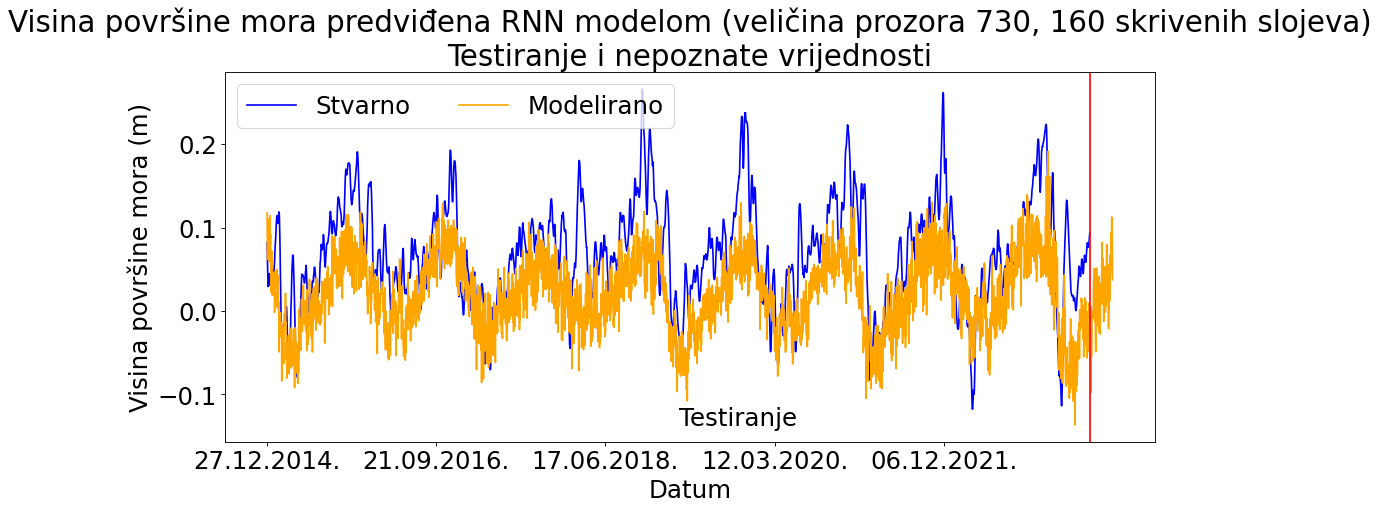 Visina površine mora predviđena RNN modelom (veličina prozora 730, 160 skrivenih slojeva)
Testiranje i nepoznate vrijednosti
Stvarno
Modelirano
Visina površine mora (m)
0.2
0.1
0.0
−0.1
Testiranje
27.12.2014.
21.09.2016.
17.06.2018.
12.03.2020.
06.12.2021.
Datum